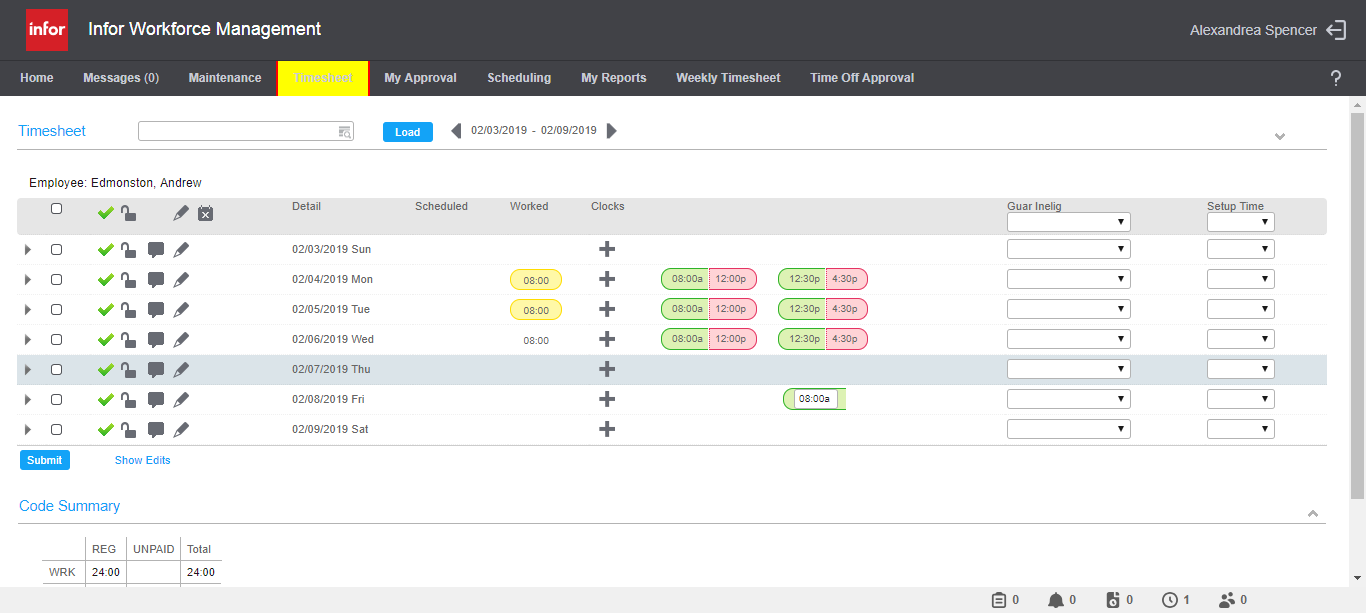 infor Infor Workforce Management Alexandrea Spencer
Home Messages (0) Maintenance Timesheet My Approval Scheduling My Reports Weekly Timesheet Time Off Approval ?
Timesheet Load 02/03/2019 - 02/09/2019
Employee: Edmonston, Andrew
Detail Scheduled Worked Clocks Guar Inelig Setup Time
02/03/2019 Sun
02/04/2019 Mon 08:00 08:00a 12:00p 12:30p 4:30p
02/05/2019 Tue 08:00 08:00a 12:00p 12:30p 4:30p
02/06/2019 Wed 08:00 08:00a 12:00p 12:30p 4:30p
02/07/2019 Thu
02/08/2019 Fri 08:00a
02/09/2019 Sat
Submit Show Edits
Code Summary
REG UNPAID Total
WRK 24:00 24:00
0 0 0 1 0